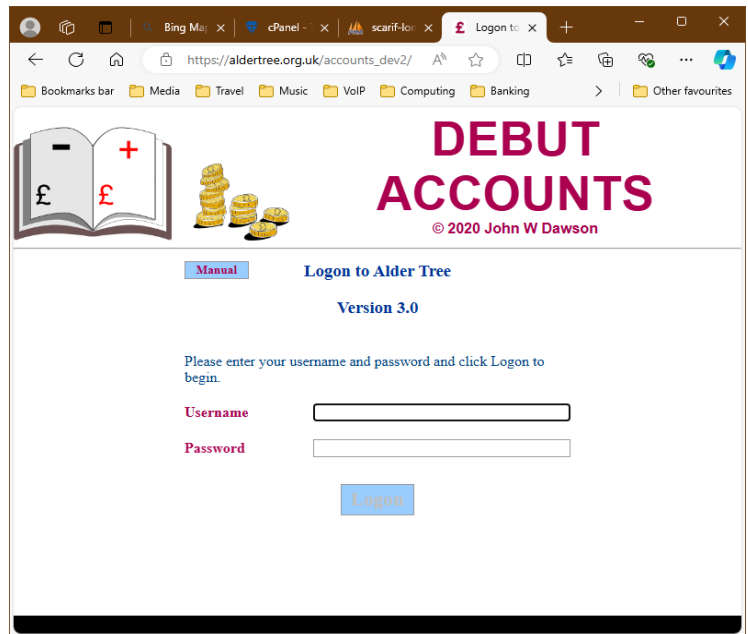 Bing Map
cPanel -
scarif-lon
£ Logon to
https://aldertree.org.uk/accounts_dev2/
Bookmarks bar Media Travel Music VoIP Computing Banking Other favourites
- +
£ £
DEBUT
ACCOUNTS
© 2020 John W Dawson
Manual Logon to Alder Tree
Version 3.0
Please enter your username and password and click Logon to
begin.
Username
Password
Logon